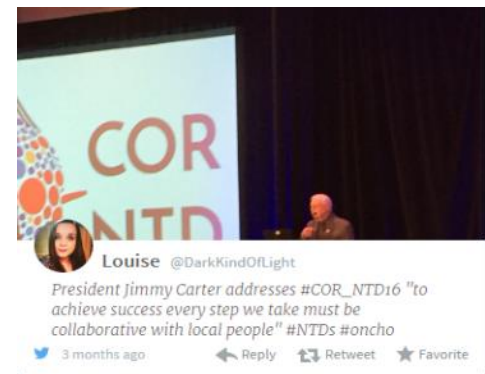 COR
NTD
Louise @DarkKindOfLight
President Jimmy Carter addresses #COR_NTD16 "to
achieve success every step we take must be
collaborative with local people" #NTDs #oncho
3 months ago Reply Retweet Favorite